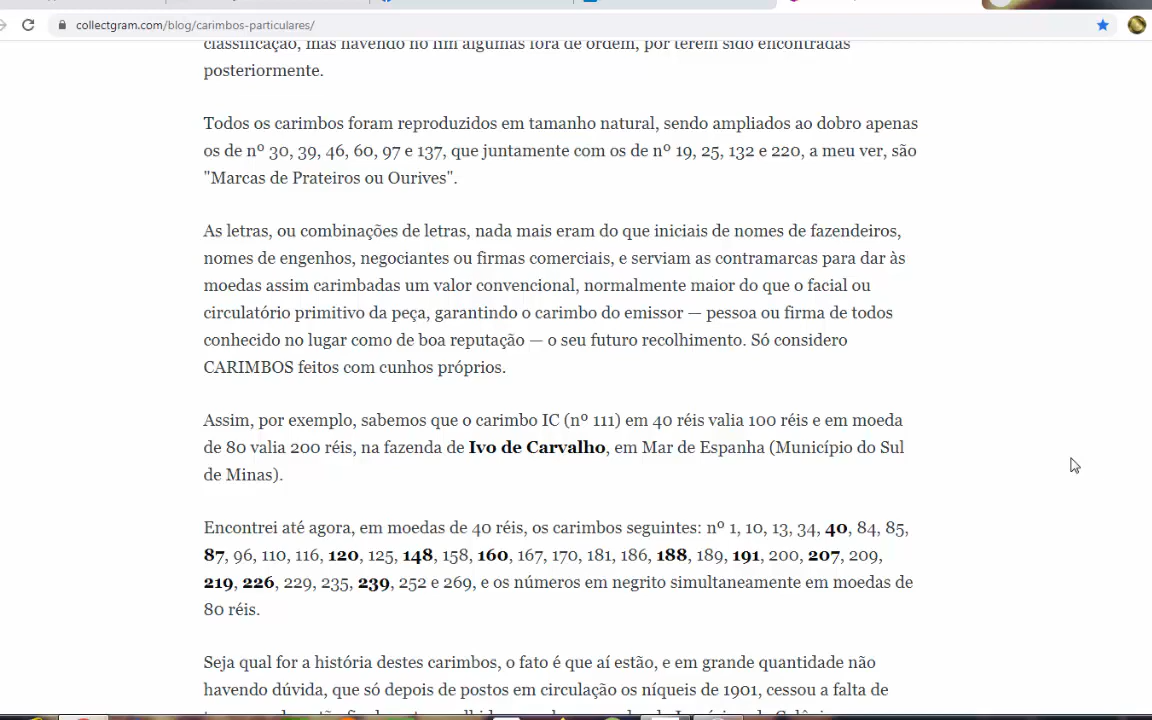 collectgram.com/blog/carimbos-particulares/
classificação, mas havendo no fim algumas fora de ordem, por terem sido encontradas
posteriormente.
Todos os carimbos foram reproduzidos em tamanho natural, sendo ampliados ao dobro apenas
os de nº 30, 39, 46, 60, 97 e 137, que juntamente com os de nº 19, 25, 132 e 220, a meu ver, são
"Marcas de Prateiros ou Ourives".
As letras, ou combinações de letras, nada mais eram do que iniciais de nomes de fazendeiros,
nomes de engenhos, negociantes ou firmas comerciais, e serviam as contramarcas para dar às
moedas assim carimbadas um valor convencional, normalmente maior do que o facial ou
circulatório primitivo da peça, garantindo o carimbo do emissor — pessoa ou firma de todos
conhecido no lugar como de boa reputação — o seu futuro recolhimento. Só considero
CARIMBOS feitos com cunhos próprios.
Assim, por exemplo, sabemos que o carimbo IC (nº 111) em 40 réis valia 100 réis e em moeda
de 80 valia 200 réis, na fazenda de Ivo de Carvalho, em Mar de Espanha (Município do Sul
de Minas).
Encontrei até agora, em moedas de 40 réis, os carimbos seguintes: nº 1, 10, 13, 34, 40, 84, 85,
87, 96, 110, 116, 120, 125, 148, 158, 160, 167, 170, 181, 186, 188, 189, 191, 200, 207, 209,
219, 226, 229, 235, 239, 252 e 269, e os números em negrito simultaneamente em moedas de
80 réis.
Seja qual for a história destes carimbos, o fato é que aí estão, e em grande quantidade não
havendo dúvida, que só depois de postos em circulação os níqueis de 1901, cessou a falta de